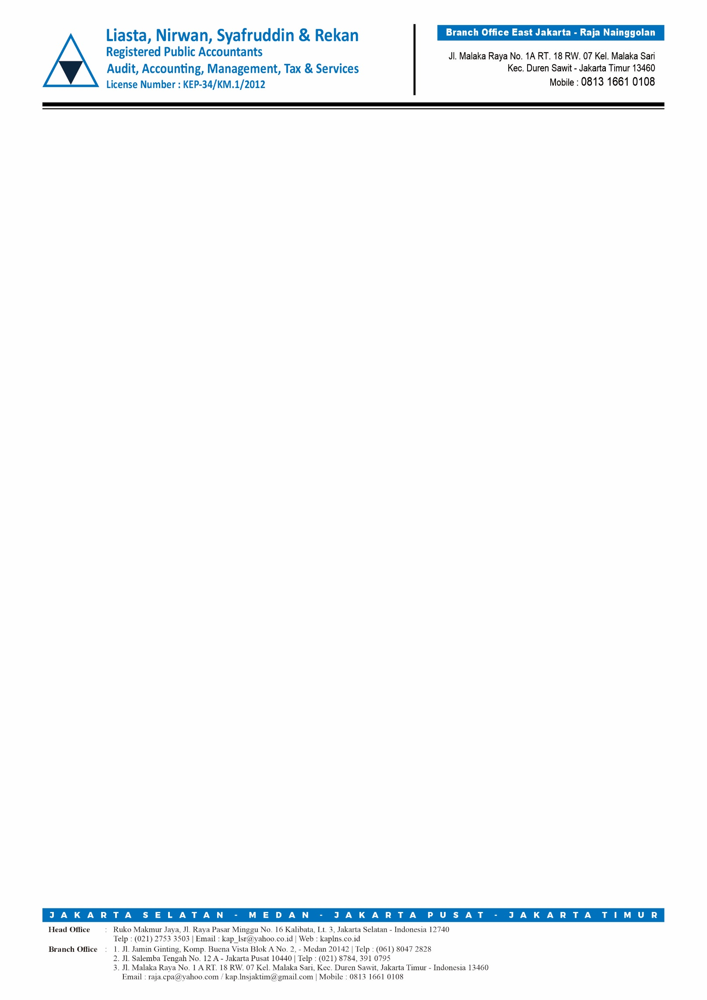 Liasta, Nirwan, Syafruddin & Rekan
Registered Public Accountants
Audit, Accounting, Management, Tax & Services
License Number : KEP-34/KM.1/2012
Branch Office East Jakarta - Raja Nainggolan
Jl. Malaka Raya No. 1A RT. 18 RW. 07 Kel. Malaka Sari
Kec. Duren Sawit - Jakarta Timur 13460
Mobile : 0813 1661 0108
JAKARTA SELATAN - MEDAN - JAKARTA PUSAT - JAKARTA TIMUR
Head Office : Ruko Makmur Jaya, Jl. Raya Pasar Minggu No. 16 Kalibata, Lt. 3, Jakarta Selatan - Indonesia 12740
Telp : (021) 2753 3503 | Email : kap_lsr@yahoo.co.id | Web : kaplns.co.id
Branch Office : 1. Jl. Jamin Ginting, Komp. Buena Vista Blok A No. 2, - Medan 20142 | Telp : (061) 8047 2828
2. Jl. Salemba Tengah No. 12 A - Jakarta Pusat 10440 | Telp : (021) 8784, 391 0795
3. Jl. Malaka Raya No. 1 A RT. 18 RW. 07 Kel. Malaka Sari, Kec. Duren Sawit, Jakarta Timur - Indonesia 13460
Email : raja.cpa@yahoo.com / kap.lnsjaktim@gmail.com | Mobile : 0813 1661 0108